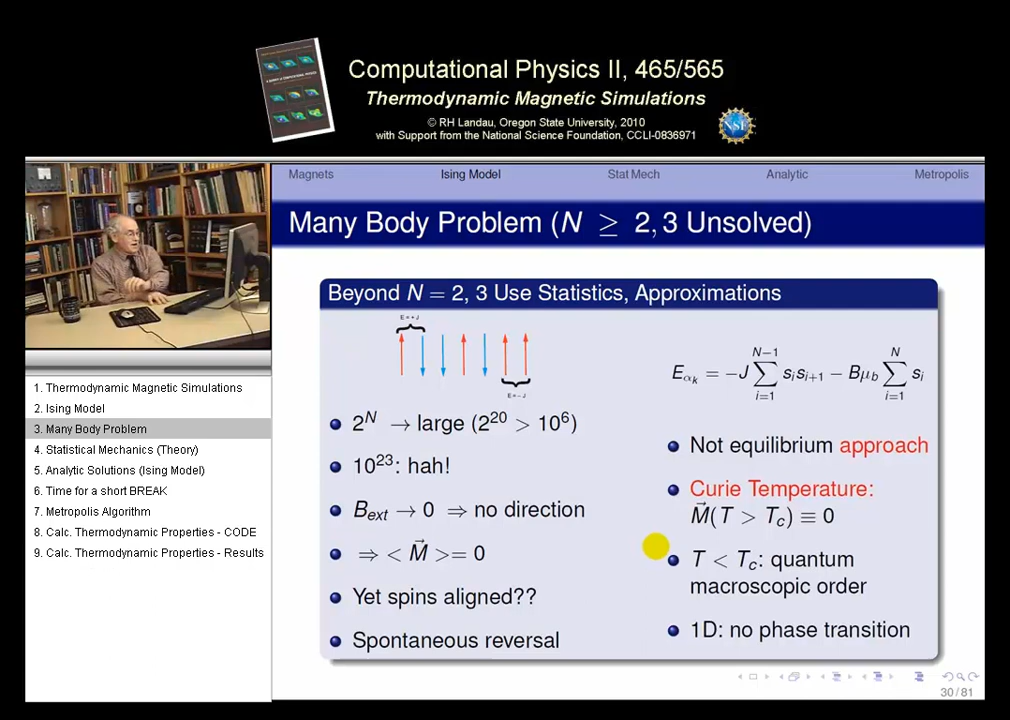 Computational Physics II, 465/565
Thermodynamic Magnetic Simulations
© RH Landau, Oregon State University, 2010
with Support from the National Science Foundation, CCLI-0836971
NSF
Magnets Ising Model Stat Mech Analytic Metropolis
Many Body Problem (N ≥ 2, 3 Unsolved)
Beyond N = 2, 3 Use Statistics, Approximations
E = + J
E = − J
2^N → large (2^20 > 10^6)
10^23: hah!
B_ext → 0 ⇒ no direction
⇒ < M⃗ >= 0
Yet spins aligned??
Spontaneous reversal
E_{α_k} = −J ∑_{i=1}^{N−1} s_i s_{i+1} − Bμ_b ∑_{i=1}^{N} s_i
Not equilibrium approach
Curie Temperature:
M⃗(T > T_c) ≡ 0
T < T_c: quantum
macroscopic order
1D: no phase transition
30 / 81
1. Thermodynamic Magnetic Simulations
2. Ising Model
3. Many Body Problem
4. Statistical Mechanics (Theory)
5. Analytic Solutions (Ising Model)
6. Time for a short BREAK
7. Metropolis Algorithm
8. Calc. Thermodynamic Properties - CODE
9. Calc. Thermodynamic Properties - Results